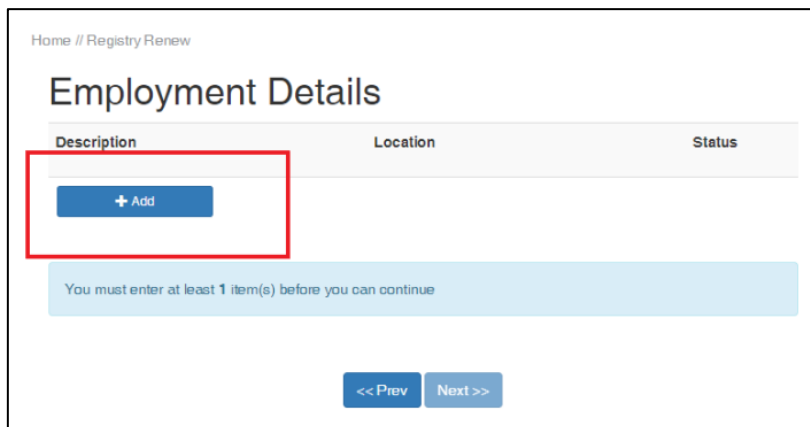 Home // Registry Renew
Employment Details
Description Location Status
+ Add
You must enter at least 1 item(s) before you can continue
<< Prev Next >>